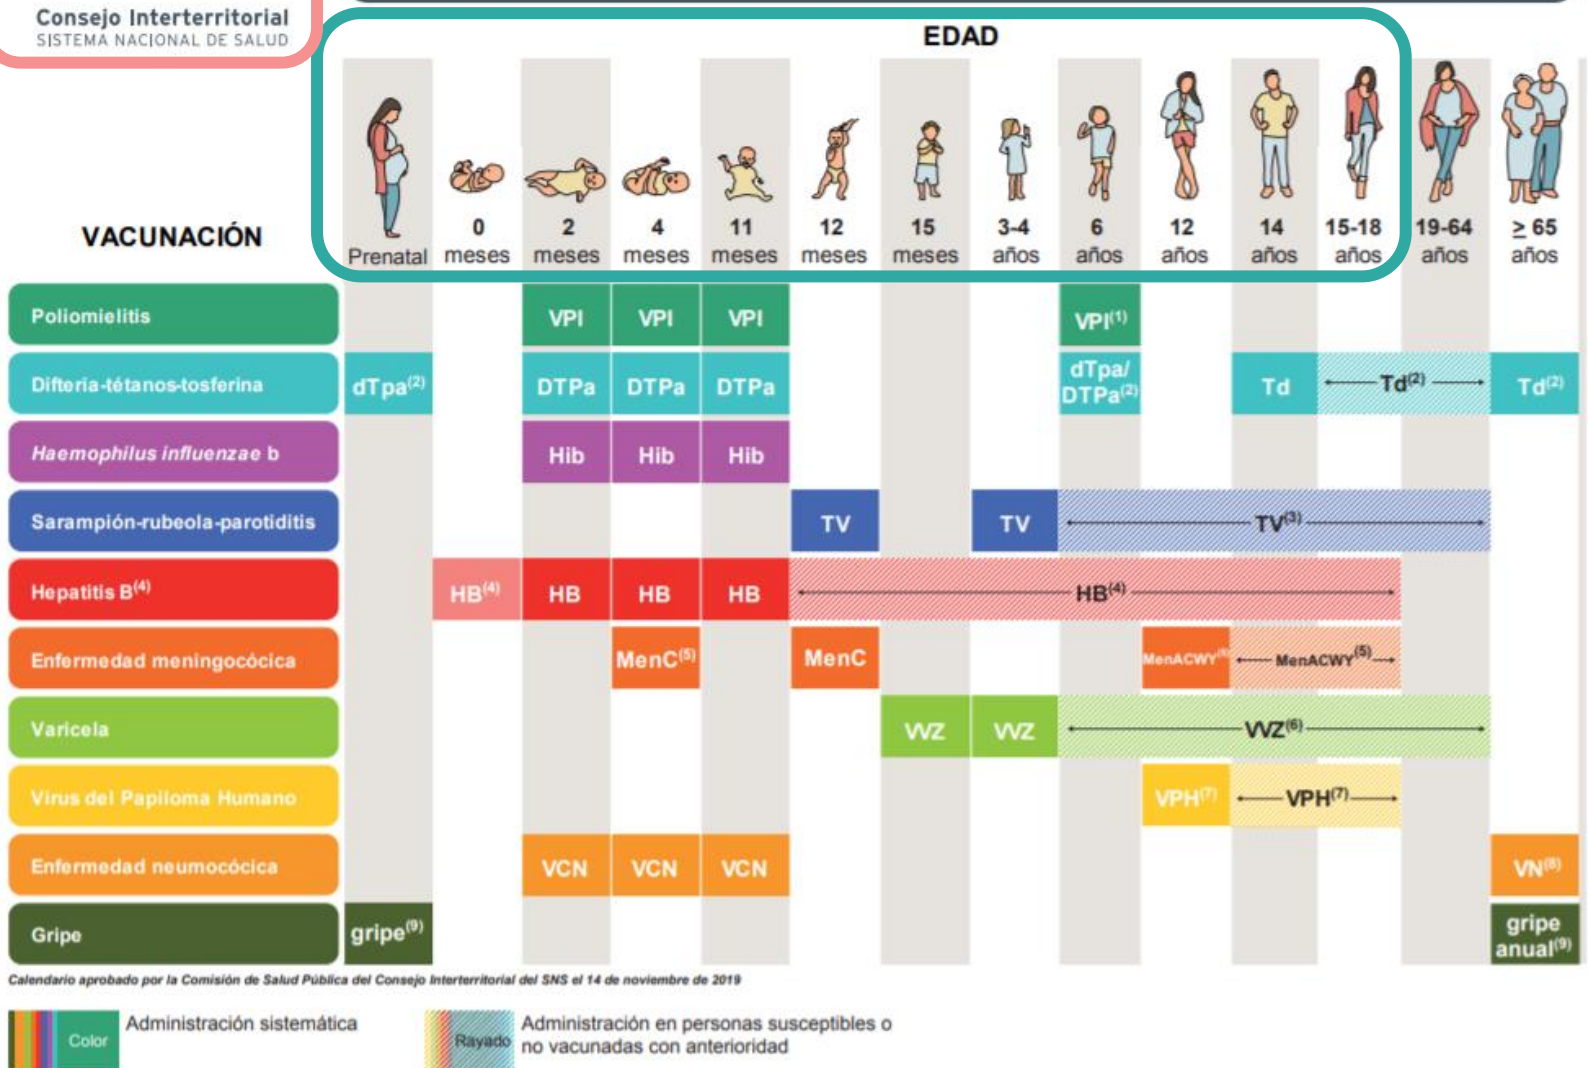 Consejo Interterritorial
SISTEMA NACIONAL DE SALUD
EDAD
VACUNACIÓN
Prenatal
0 meses
2 meses
4 meses
11 meses
12 meses
15 meses
3-4 años
6 años
12 años
14 años
15-18 años
19-64 años
≥ 65 años
Poliomielitis VPI VPI VPI VPI(1)
Difteria-tétanos-tosferina dTpa(2) DTPa DTPa DTPa dTpa/ DTPa(2) Td Td(2) Td(2)
Haemophilus influenzae b Hib Hib Hib
Sarampión-rubeola-parotiditis TV TV TV(3)
Hepatitis B(4) HB(4) HB HB HB HB(4)
Enfermedad meningocócica MenC(5) MenC MenACWY MenACWY(5)
Varicela VVZ VVZ VVZ(6)
Virus del Papiloma Humano VPH(7) VPH(7)
Enfermedad neumocócica VCN VCN VCN VN(8)
Gripe gripe(9) gripe anual(9)
Calendario aprobado por la Comisión de Salud Pública del Consejo Interterritorial del SNS el 14 de noviembre de 2019
Color Administración sistemática
Rayado Administración en personas susceptibles o
no vacunadas con anterioridad